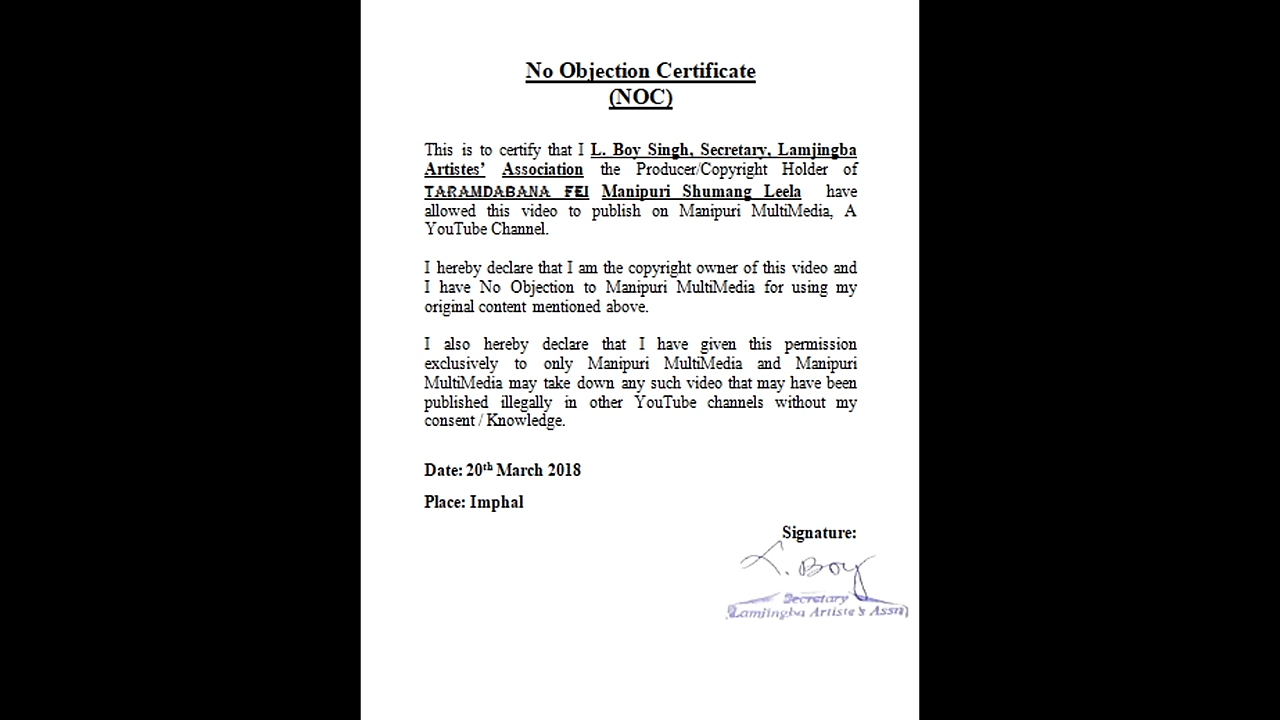 No Objection Certificate
(NOC)
This is to certify that I L. Boy Singh, Secretary, Lamjingba
Artistes' Association the Producer/Copyright Holder of
TARAMDABANA FEI Manipuri Shumang Leela have
allowed this video to publish on Manipuri MultiMedia, A
YouTube Channel.
I hereby declare that I am the copyright owner of this video and
I have No Objection to Manipuri MultiMedia for using my
original content mentioned above.
I also hereby declare that I have given this permission
exclusively to only Manipuri MultiMedia and Manipuri
MultiMedia may take down any such video that may have been
published illegally in other YouTube channels without my
consent / Knowledge.
Date: 20th March 2018
Place: Imphal
Signature:
L. Boy
Secretary
(Lamjingba Artiste's Assn)